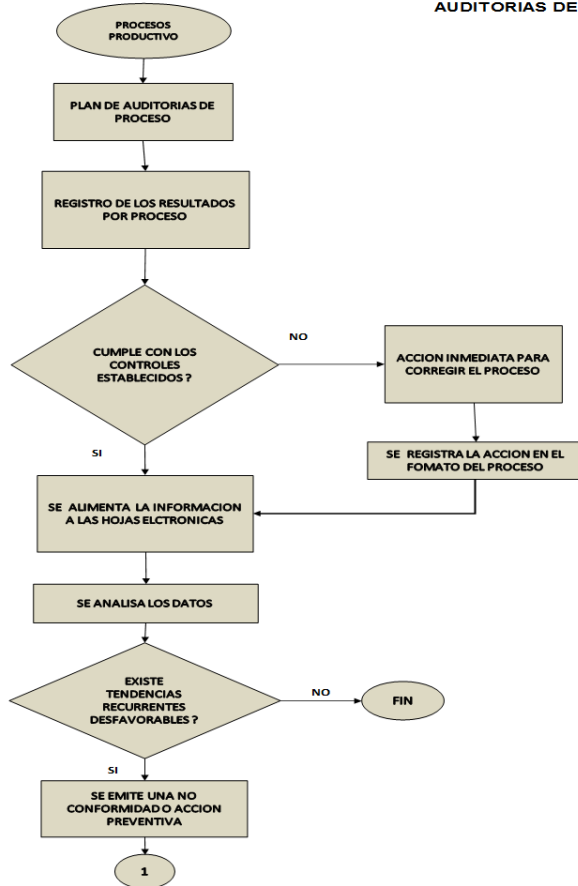 AUDITORIAS DE
PROCESOS
PRODUCTIVO
PLAN DE AUDITORIAS DE
PROCESO
REGISTRO DE LOS RESULTADOS
POR PROCESO
CUMPLE CON LOS
CONTROLES
ESTABLECIDOS ?
NO
ACCION INMEDIATA PARA
CORREGIR EL PROCESO
SE REGISTRA LA ACCION EN EL
FOMATO DEL PROCESO
SI
SE ALIMENTA LA INFORMACION
A LAS HOJAS ELCTRONICAS
SE ANALISA LOS DATOS
EXISTE
TENDENCIAS
RECURRENTES
DESFAVORABLES ?
NO
FIN
SI
SE EMITE UNA NO
CONFORMIDAD O ACCION
PREVENTIVA
1